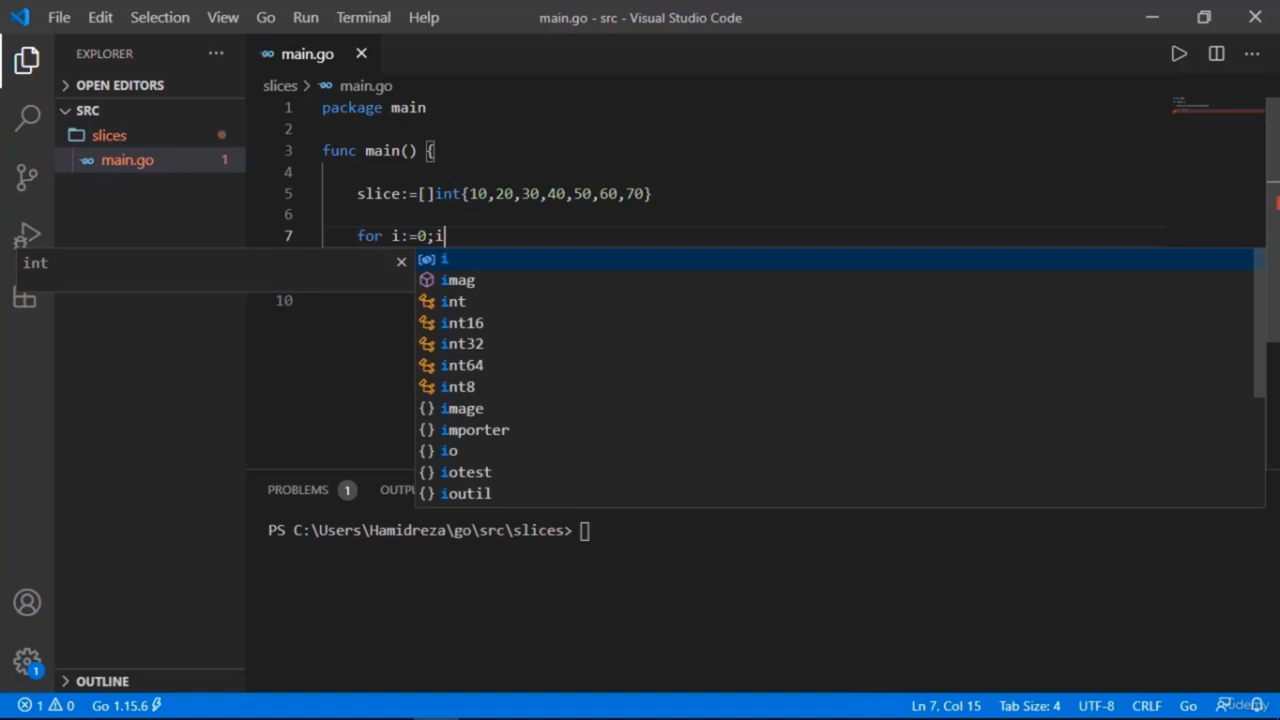 File Edit Selection View Go Run Terminal Help
main.go - src - Visual Studio Code
EXPLORER
OPEN EDITORS
SRC
slices
main.go 1
main.go
slices > main.go
1 package main
2
3 func main() {
4
5 slice:=[]int{10,20,30,40,50,60,70}
6
7 for i:=0;i
int
i
imag
int
int16
int32
int64
int8
image
importer
io
iotest
ioutil
10
PROBLEMS 1 OUTPU
PS C:\Users\Hamidreza\go\src\slices>
1
OUTLINE
1 0 Go 1.15.6
Ln 7, Col 15 Tab Size: 4 UTF-8 CRLF Go
Udemy